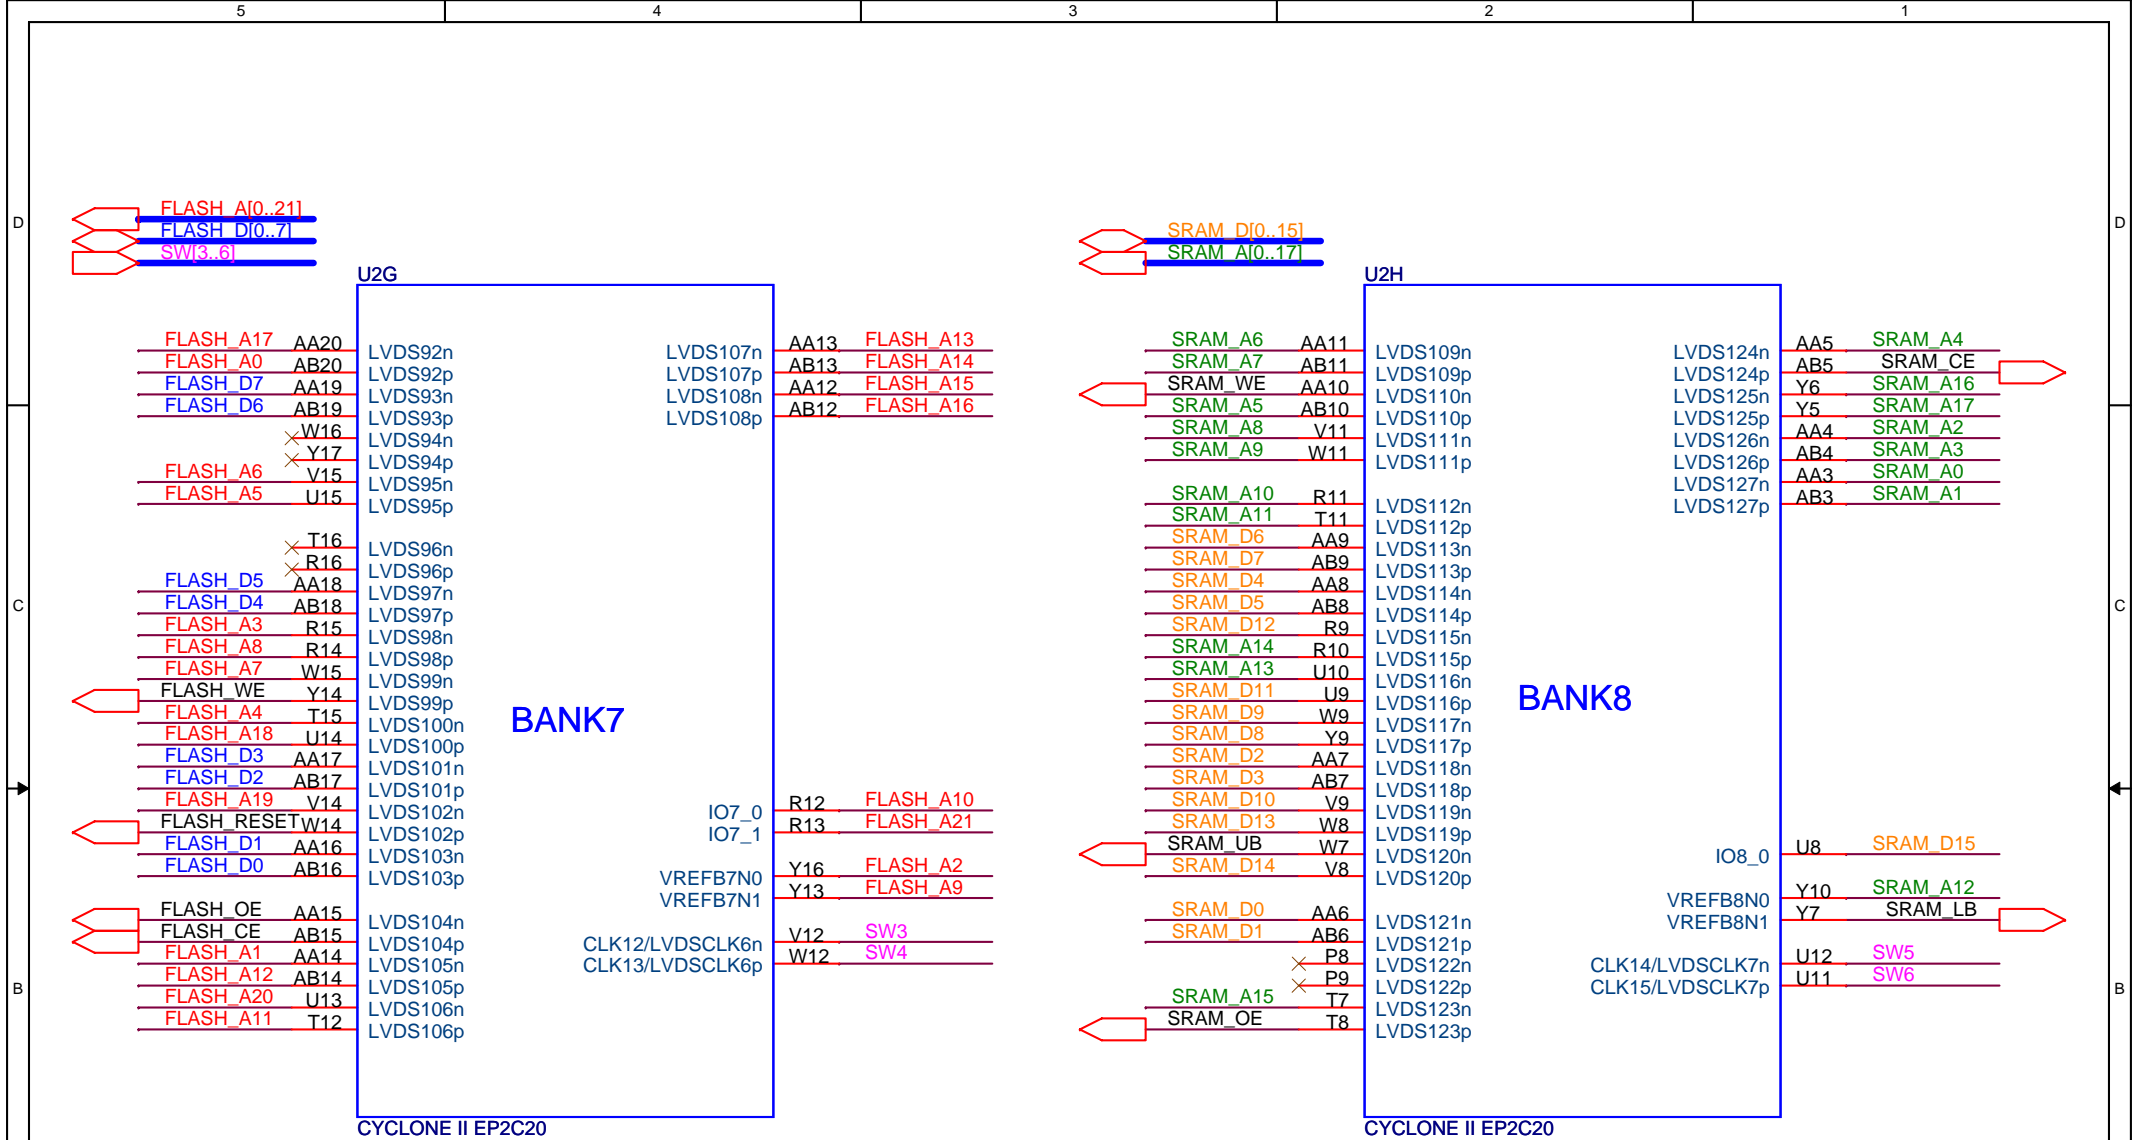 5 4 3 2 1
D D
FLASH_A[0..21]
FLASH_D[0..7]
SW[3..6]
SRAM_D[0..15]
SRAM_A[0..17]
U2G
FLASH_A17 AA20 LVDS92n
FLASH_A0 AB20 LVDS92p
FLASH_D7 AA19 LVDS93n
FLASH_D6 AB19 LVDS93p
W16 LVDS94n
Y17 LVDS94p
FLASH_A6 V15 LVDS95n
FLASH_A5 U15 LVDS95p
T16 LVDS96n
R16 LVDS96p
FLASH_D5 AA18 LVDS97n
FLASH_D4 AB18 LVDS97p
FLASH_A3 R15 LVDS98n
FLASH_A8 R14 LVDS98p
FLASH_A7 W15 LVDS99n
FLASH_WE Y14 LVDS99p
FLASH_A4 T15 LVDS100n
FLASH_A18 U14 LVDS100p
FLASH_D3 AA17 LVDS101n
FLASH_D2 AB17 LVDS101p
FLASH_A19 V14 LVDS102n
FLASH_RESET W14 LVDS102p
FLASH_D1 AA16 LVDS103n
FLASH_D0 AB16 LVDS103p
FLASH_OE AA15 LVDS104n
FLASH_CE AB15 LVDS104p
FLASH_A1 AA14 LVDS105n
FLASH_A12 AB14 LVDS105p
FLASH_A20 U13 LVDS106n
FLASH_A11 T12 LVDS106p
BANK7
LVDS107n AA13 FLASH_A13
LVDS107p AB13 FLASH_A14
LVDS108n AA12 FLASH_A15
LVDS108p AB12 FLASH_A16
IO7_0 R12 FLASH_A10
IO7_1 R13 FLASH_A21
VREFB7N0 Y16 FLASH_A2
VREFB7N1 Y13 FLASH_A9
CLK12/LVDSCLK6n V12 SW3
CLK13/LVDSCLK6p W12 SW4
CYCLONE II EP2C20
U2H
SRAM_A6 AA11 LVDS109n
SRAM_A7 AB11 LVDS109p
SRAM_WE AA10 LVDS110n
SRAM_A5 AB10 LVDS110p
SRAM_A8 V11 LVDS111n
SRAM_A9 W11 LVDS111p
SRAM_A10 R11 LVDS112n
SRAM_A11 T11 LVDS112p
SRAM_D6 AA9 LVDS113n
SRAM_D7 AB9 LVDS113p
SRAM_D4 AA8 LVDS114n
SRAM_D5 AB8 LVDS114p
SRAM_D12 R9 LVDS115n
SRAM_A14 R10 LVDS115p
SRAM_A13 U10 LVDS116n
SRAM_D11 U9 LVDS116p
SRAM_D9 W9 LVDS117n
SRAM_D8 Y9 LVDS117p
SRAM_D2 AA7 LVDS118n
SRAM_D3 AB7 LVDS118p
SRAM_D10 V9 LVDS119n
SRAM_D13 W8 LVDS119p
SRAM_UB W7 LVDS120n
SRAM_D14 V8 LVDS120p
SRAM_D0 AA6 LVDS121n
SRAM_D1 AB6 LVDS121p
P8 LVDS122n
P9 LVDS122p
SRAM_A15 T7 LVDS123n
SRAM_OE T8 LVDS123p
BANK8
LVDS124n AA5 SRAM_A4
LVDS124p AB5 SRAM_CE
LVDS125n Y6 SRAM_A16
LVDS125p Y5 SRAM_A17
LVDS126n AA4 SRAM_A2
LVDS126p AB4 SRAM_A3
LVDS127n AA3 SRAM_A0
LVDS127p AB3 SRAM_A1
IO8_0 U8 SRAM_D15
VREFB8N0 Y10 SRAM_A12
VREFB8N1 Y7 SRAM_LB
CLK14/LVDSCLK7n U12 SW5
CLK15/LVDSCLK7p U11 SW6
CYCLONE II EP2C20
C C
B B